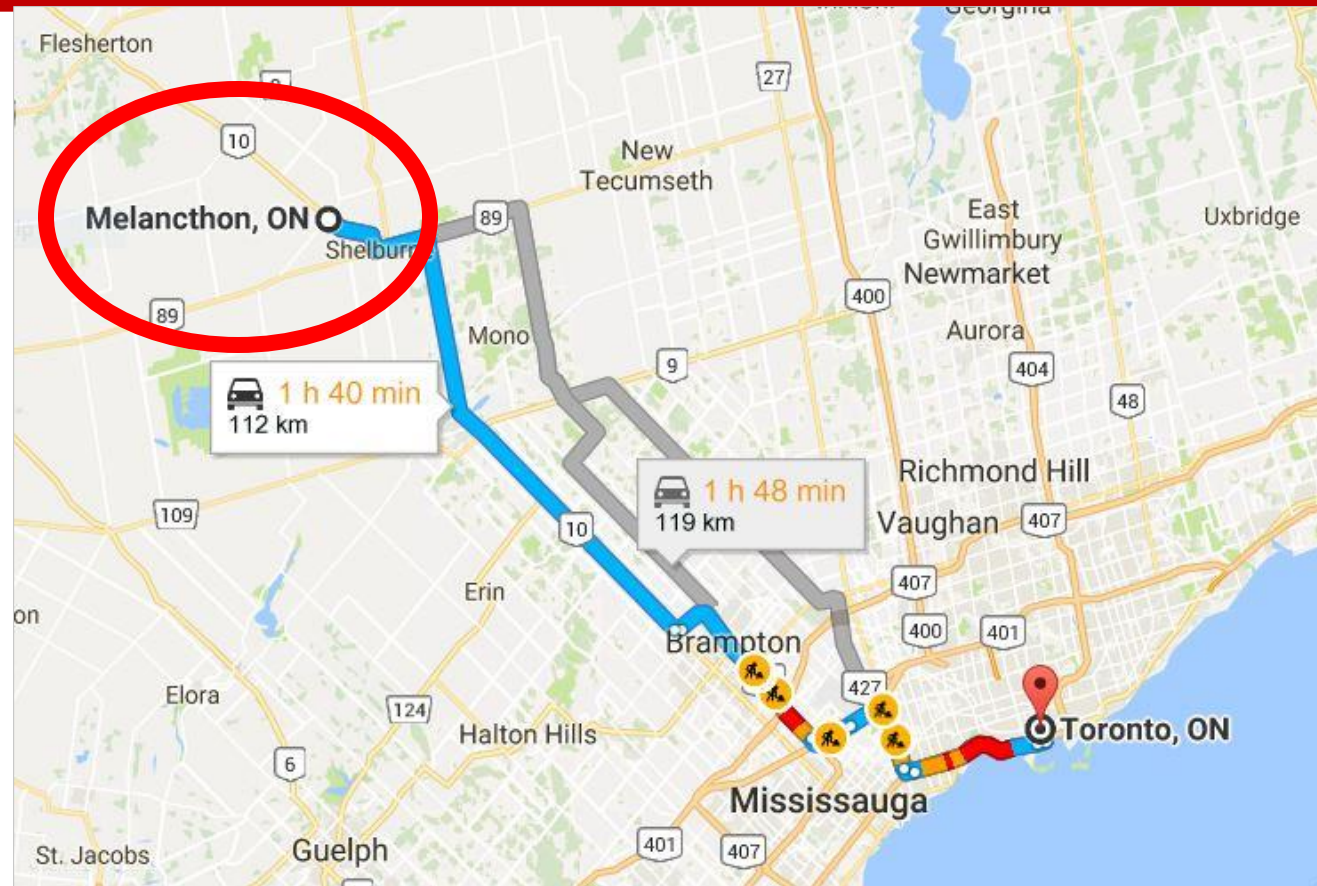 Georgina
Flesherton
27
10
New
Tecumseth
Melancthon, ON
89
East
Gwillimbury
Uxbridge
Shelburne
Newmarket
400
89
Mono
Aurora
9
404
1 h 40 min
112 km
48
Richmond Hill
1 h 48 min
119 km
109
10
Vaughan
407
Erin
407
on
Brampton
400
401
Elora
427
124
Halton Hills
Toronto, ON
6
Mississauga
St. Jacobs
Guelph
401
407